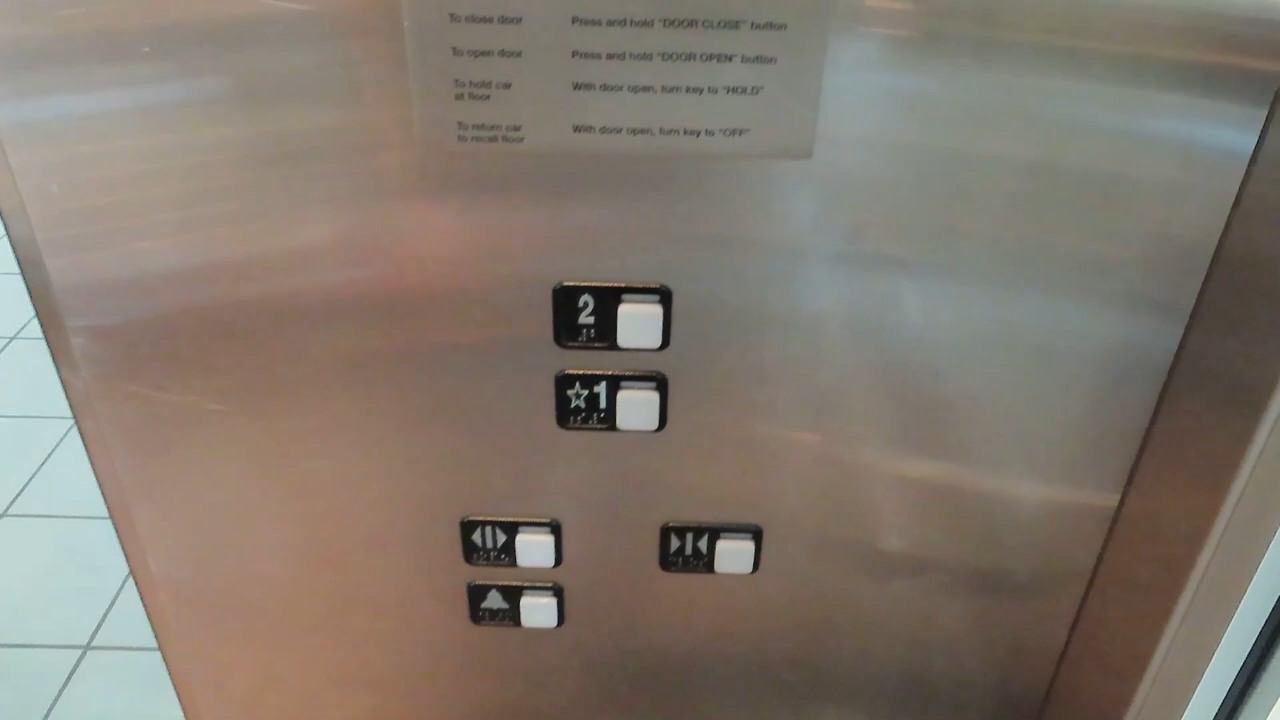 To close door Press and hold "DOOR CLOSE" button
To open door Press and hold "DOOR OPEN" button
To hold car With door open, turn key to "HOLD"
at floor
To return car With door open, turn key to "OFF"
to recall floor
2
☆1